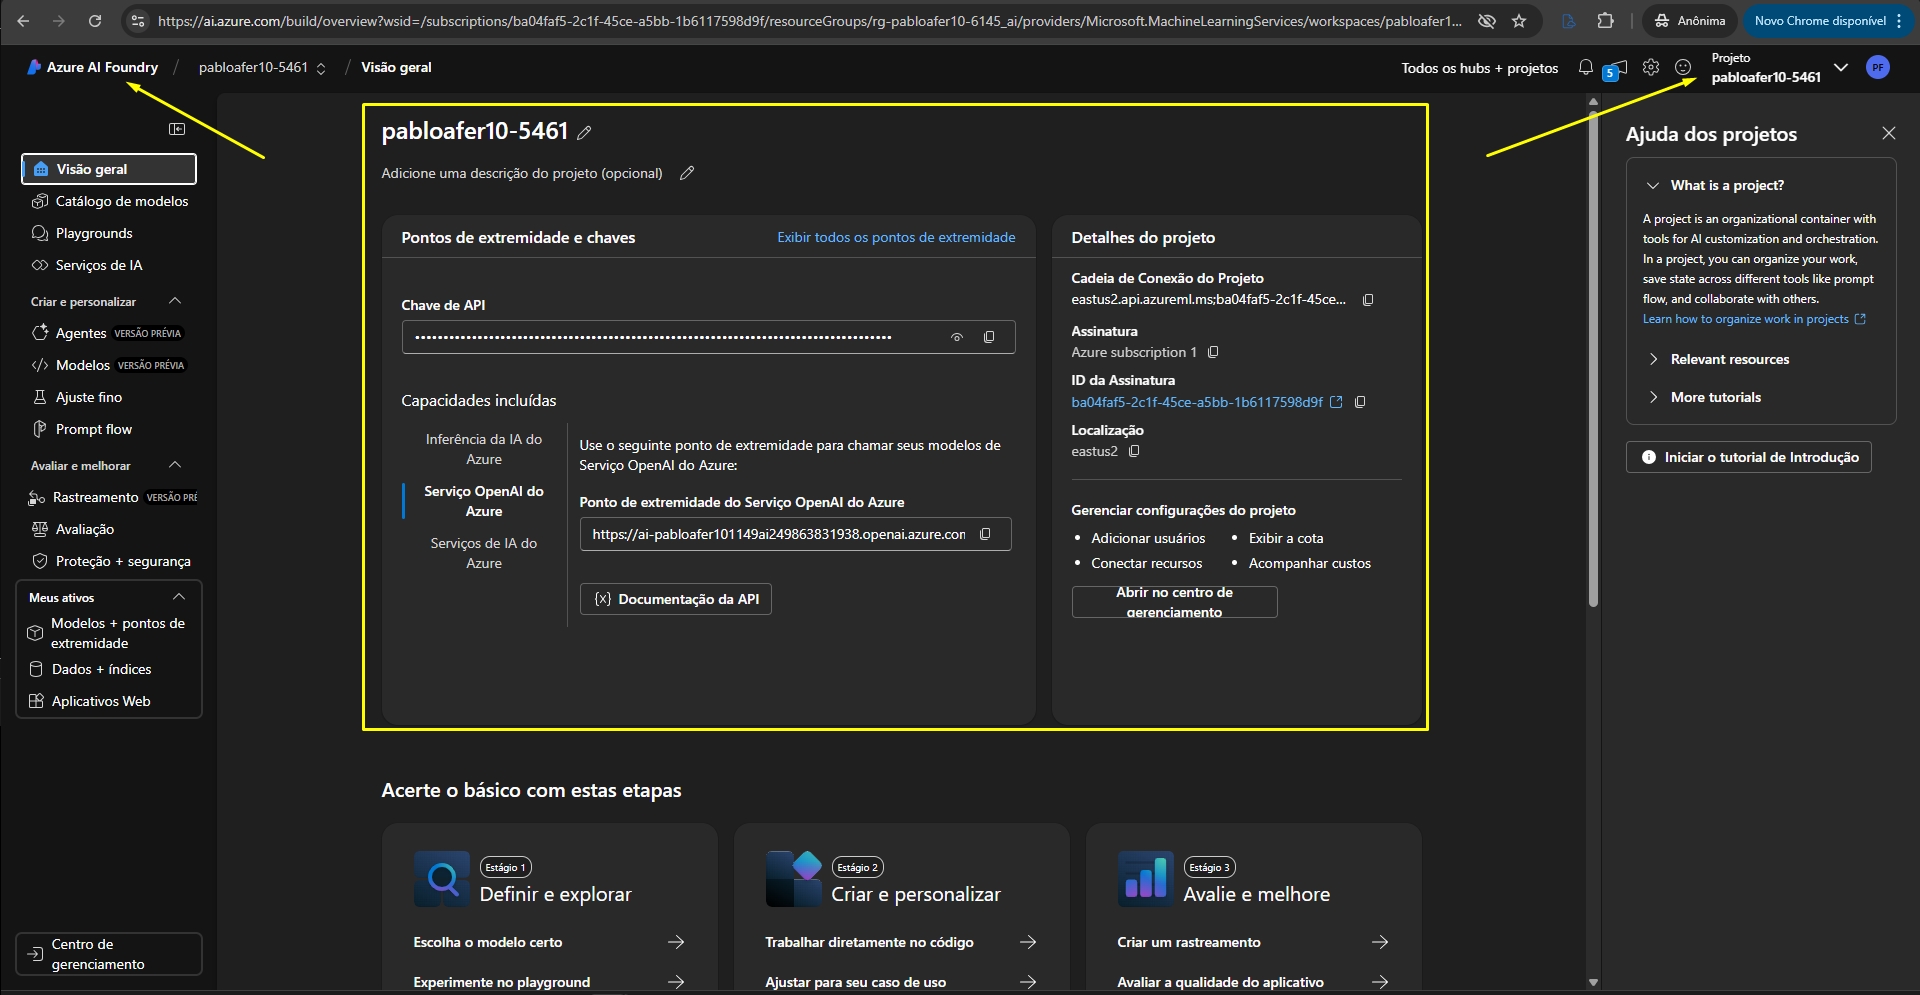 https://ai.azure.com/build/overview?wsid=/subscriptions/ba04faf5-2c1f-45ce-a5bb-1b6117598d9f/resourceGroups/rg-pabloafer10-6145_ai/providers/Microsoft.MachineLearningServices/workspaces/pabloafer1...
Anônima
Novo Chrome disponível
Azure AI Foundry / pabloafer10-5461 / Visão geral
Todos os hubs + projetos
5
Projeto
pabloafer10-5461
PF
Visão geral
Catálogo de modelos
Playgrounds
Serviços de IA
Criar e personalizar
Agentes VERSÃO PRÉVIA
Modelos VERSÃO PRÉVIA
Ajuste fino
Prompt flow
Avaliar e melhorar
Rastreamento VERSÃO PRÉ
Avaliação
Proteção + segurança
Meus ativos
Modelos + pontos de
extremidade
Dados + índices
Aplicativos Web
Centro de
gerenciamento
pabloafer10-5461
Adicione uma descrição do projeto (opcional)
Pontos de extremidade e chaves
Exibir todos os pontos de extremidade
Chave de API
Capacidades incluídas
Inferência da IA do
Azure
Serviço OpenAI do
Azure
Serviços de IA do
Azure
Use o seguinte ponto de extremidade para chamar seus modelos de
Serviço OpenAI do Azure:
Ponto de extremidade do Serviço OpenAI do Azure
https://ai-pabloafer101149ai249863831938.openai.azure.con
{x} Documentação da API
Detalhes do projeto
Cadeia de Conexão do Projeto
eastus2.api.azureml.ms;ba04faf5-2c1f-45ce...
Assinatura
Azure subscription 1
ID da Assinatura
ba04faf5-2c1f-45ce-a5bb-1b6117598d9f
Localização
eastus2
Gerenciar configurações do projeto
• Adicionar usuários
• Exibir a cota
• Conectar recursos
• Acompanhar custos
Abrir no centro de
gerenciamento
Acerte o básico com estas etapas
Estágio 1
Definir e explorar
Escolha o modelo certo
Experimente no playground
Estágio 2
Criar e personalizar
Trabalhar diretamente no código
Ajustar para seu caso de uso
Estágio 3
Avalie e melhore
Criar um rastreamento
Avaliar a qualidade do aplicativo
Ajuda dos projetos
What is a project?
A project is an organizational container with
tools for AI customization and orchestration.
In a project, you can organize your work,
save state across different tools like prompt
flow, and collaborate with others.
Learn how to organize work in projects
Relevant resources
More tutorials
Iniciar o tutorial de Introdução